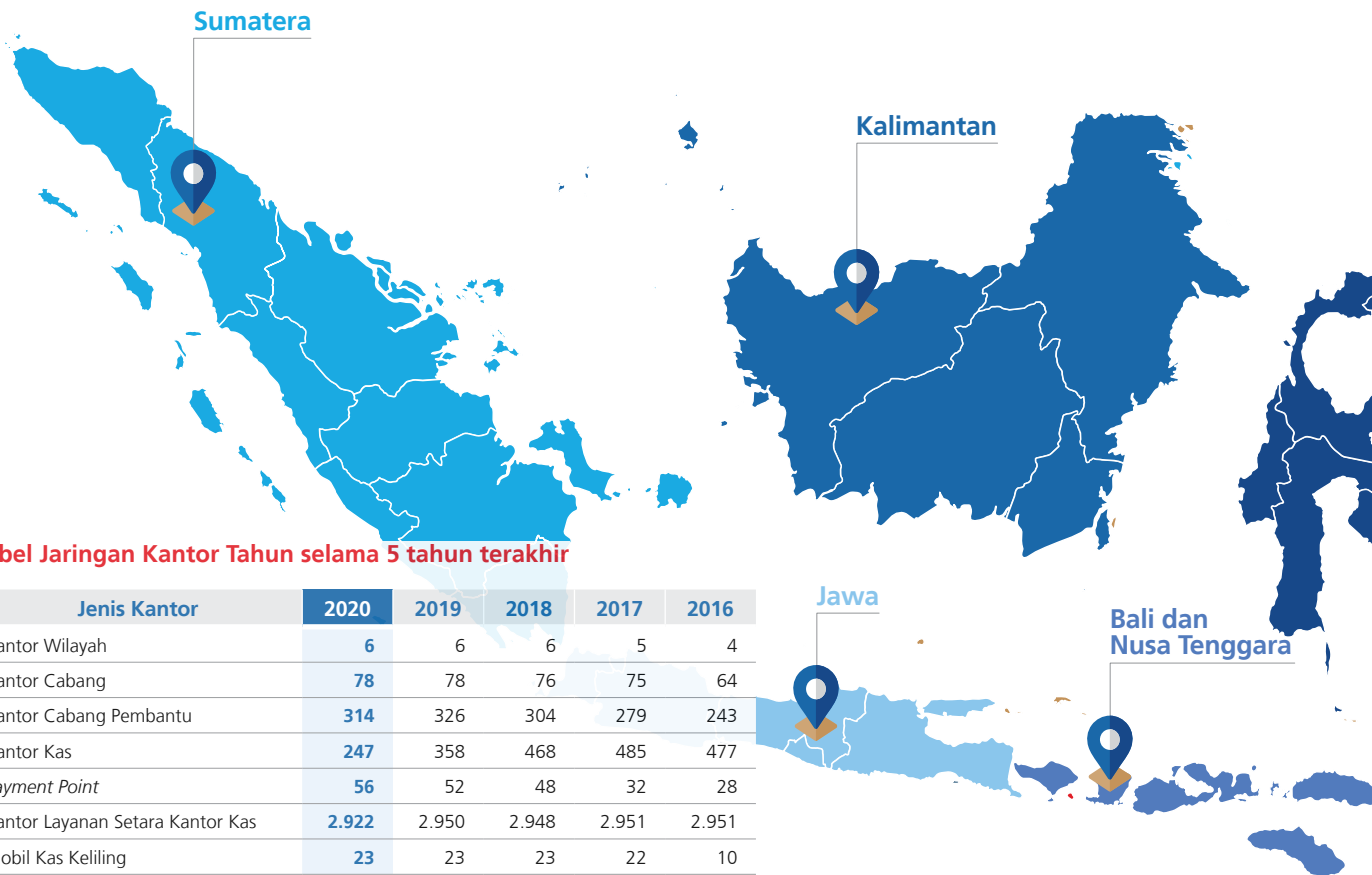 Sumatera
Kalimantan
bel Jaringan Kantor Tahun selama 5 tahun terakhir
Jenis Kantor 2020 2019 2018 2017 2016
antor Wilayah 6 6 6 5 4
antor Cabang 78 78 76 75 64
antor Cabang Pembantu 314 326 304 279 243
antor Kas 247 358 468 485 477
ayment Point 56 52 48 32 28
antor Layanan Setara Kantor Kas 2.922 2.950 2.948 2.951 2.951
obil Kas Keliling 23 23 23 22 10
Jawa
Bali dan
Nusa Tenggara